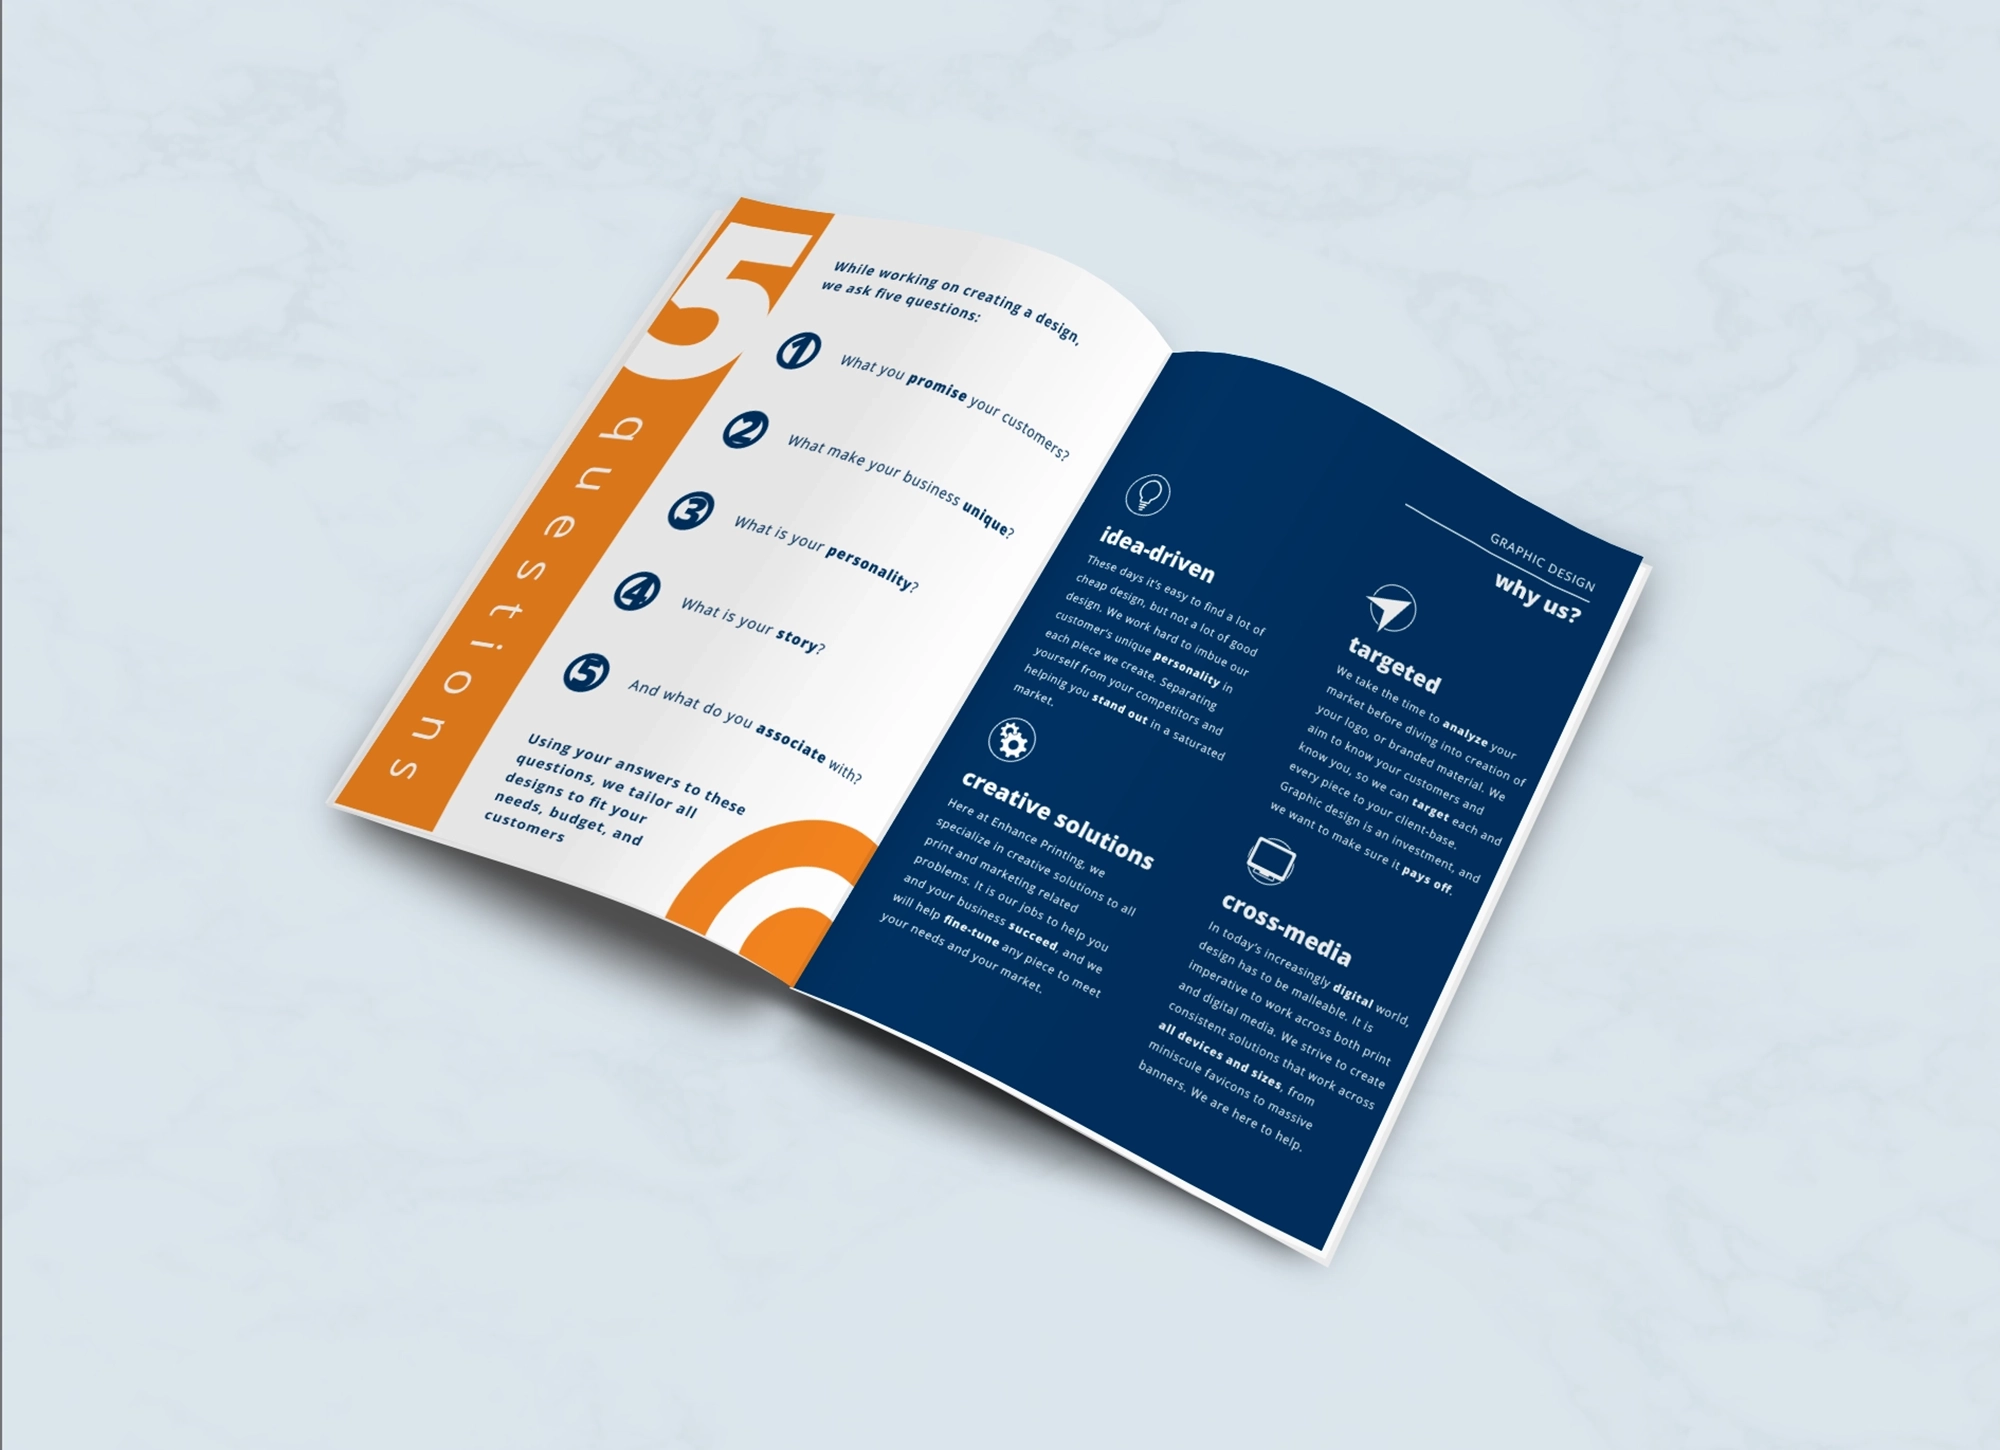 5
questions
While working on creating a design,
we ask five questions:
1
What you promise your customers?
2
What make your business unique?
3
What is your personality?
4
What is your story?
5
And what do you associate with?
Using your answers to these
questions, we tailor all
designs to fit your
needs, budget, and
customers
GRAPHIC DESIGN
why us?
idea-driven
These days it's easy to find a lot of
cheap design, but not a lot of good
design. We work hard to imbue our
customer's unique personality in
each piece we create. Separating
yourself from your competitors and
helpinig you stand out in a saturated
market.
creative solutions
Here at Enhance Printing, we
specialize in creative solutions to all
print and marketing related
problems. It is our jobs to help you
and your business succeed, and we
will help fine-tune any piece to meet
your needs and your market.
targeted
We take the time to analyze your
market before diving into creation of
your logo, or branded material. We
aim to know your customers and
know you, so we can target each and
every piece to your client-base.
Graphic design is an investment, and
we want to make sure it pays off.
cross-media
In today's increasingly digital world,
design has to be malleable. It is
imperative to work across both print
and digital media. We strive to create
consistent solutions that work across
all devices and sizes, from
miniscule favicons to massive
banners. We are here to help.